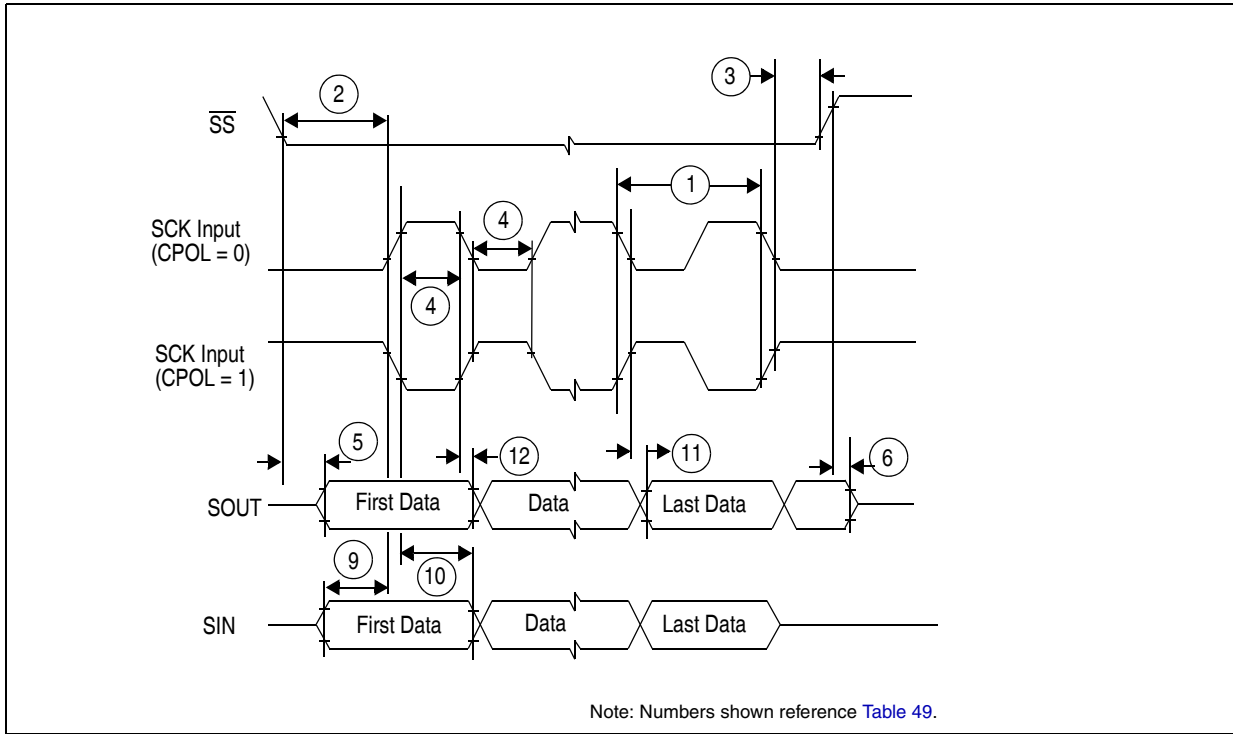 3
2
SS
1
SCK Input
(CPOL = 0)
4
4
SCK Input
(CPOL = 1)
5
12
11
6
SOUT
First Data
Data
Last Data
9
10
SIN
First Data
Data
Last Data
Note: Numbers shown reference Table 49.